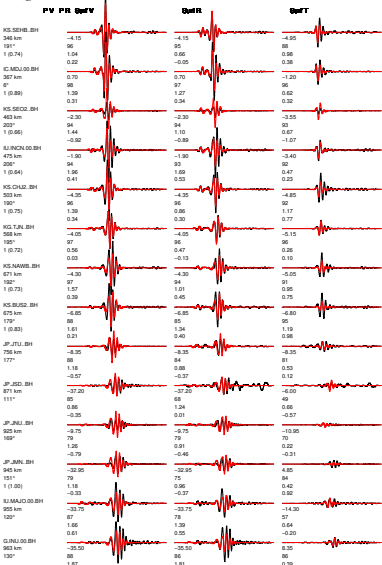 PV PR SurfV SurfR SurfT
KS.SEHB..BH
346 km −4.15 −4.15 −4.95
191° 96 95 88
1 (0.74) 1.04 0.66 0.98
0.22 −0.05 0.38
IC.MDJ.00.BH
367 km −0.70 −0.70 −1.20
6° 98 97 96
1 (0.89) 1.39 1.27 0.62
0.31 0.34 0.32
KS.SEO2..BH
463 km −2.30 −2.30 −3.55
203° 94 94 93
1 (0.66) 1.44 1.10 0.67
−0.92 −0.89 −1.07
IU.INCN.00.BH
475 km −1.90 −1.90 −3.40
206° 94 93 92
1 (0.64) 1.96 1.69 0.47
0.41 0.53 0.23
KS.CHJ2..BH
503 km −4.35 −4.35 −4.85
190° 96 96 92
1 (0.75) 1.39 0.86 1.17
0.34 0.30 0.77
KG.TJN..BH
568 km −4.05 −4.05 −5.15
195° 97 96 96
1 (0.72) 0.56 0.47 0.26
0.03 −0.13 0.10
KS.NAWB..BH
671 km −4.30 −4.30 −5.05
192° 97 94 91
1 (0.73) 1.57 1.01 0.95
0.39 0.45 0.75
KS.BUS2..BH
675 km −6.85 −6.85 −6.80
179° 88 85 95
1 (0.83) 1.61 1.34 1.19
0.21 0.40 0.98
JP.JTU..BH
756 km −8.35 −8.35 −8.35
177° 88 84 81
1.18 0.88 0.53
−0.57 −0.37 0.12
JP.JSD..BH
871 km −37.20 −37.20 −6.00
111° 85 68 49
0.86 1.24 0.66
−0.35 0.01 −0.57
JP.JNU..BH
925 km −9.75 −9.75 −10.95
169° 79 79 70
1.26 0.91 0.22
−0.79 −0.46 −0.31
JP.JMN..BH
945 km −32.95 −32.95 4.85
151° 79 75 84
1 (1.00) 1.18 0.96 0.42
−0.33 −0.37 0.92
IU.MAJO.00.BH
955 km −33.75 −33.75 −14.30
120° 87 78 57
1.66 1.39 0.64
0.61 0.55 −0.20
G.INU.00.BH
963 km −35.50 −35.50 8.35
130° 88 86 86
1.87 1.81 0.39